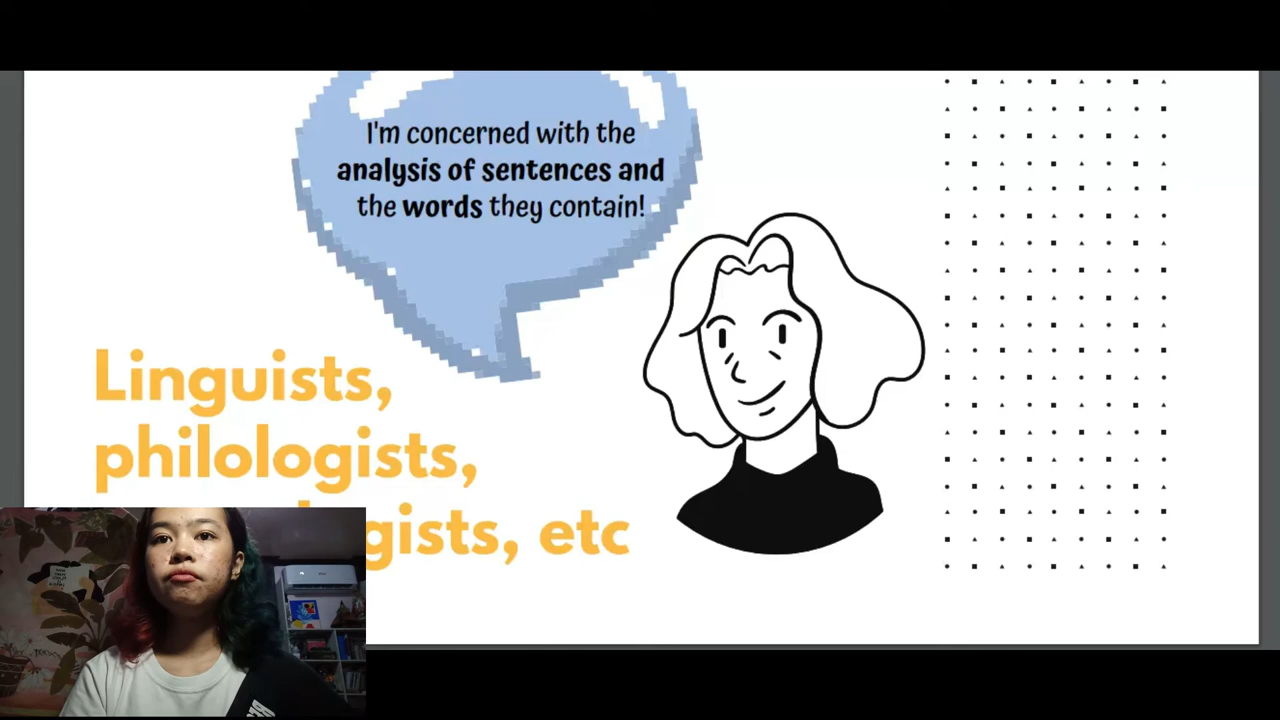 I'm concerned with the
analysis of sentences and
the words they contain!
Linguists,
philologists,
gists, etc